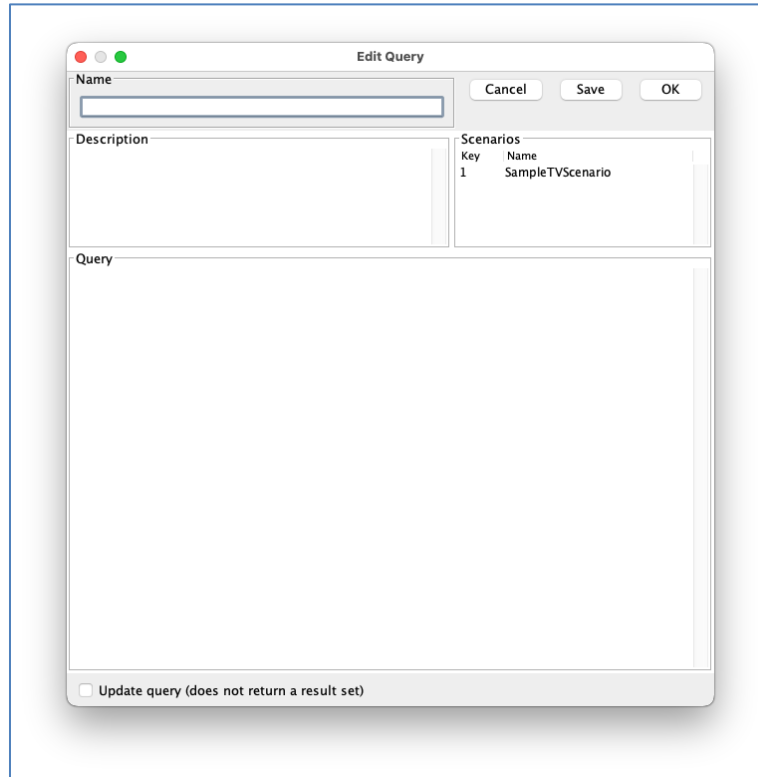 Edit Query
Name
Cancel Save OK
Description
Scenarios
Key Name
1 SampleTVScenario
Query
Update query (does not return a result set)